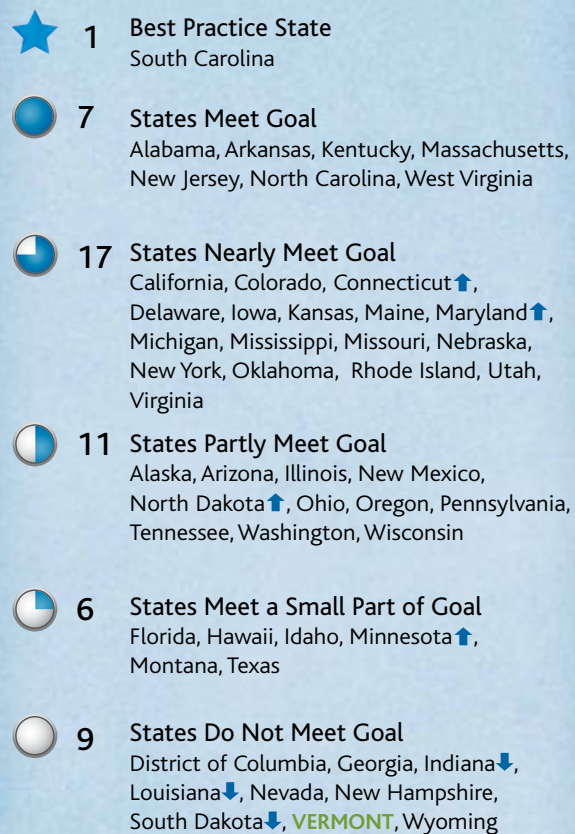 1 Best Practice State
South Carolina
7 States Meet Goal
Alabama, Arkansas, Kentucky, Massachusetts,
New Jersey, North Carolina, West Virginia
17 States Nearly Meet Goal
California, Colorado, Connecticut⬆,
Delaware, Iowa, Kansas, Maine, Maryland⬆,
Michigan, Mississippi, Missouri, Nebraska,
New York, Oklahoma, Rhode Island, Utah,
Virginia
11 States Partly Meet Goal
Alaska, Arizona, Illinois, New Mexico,
North Dakota⬆, Ohio, Oregon, Pennsylvania,
Tennessee, Washington, Wisconsin
6 States Meet a Small Part of Goal
Florida, Hawaii, Idaho, Minnesota⬆,
Montana, Texas
9 States Do Not Meet Goal
District of Columbia, Georgia, Indiana⬇,
Louisiana⬇, Nevada, New Hampshire,
South Dakota⬇, VERMONT, Wyoming